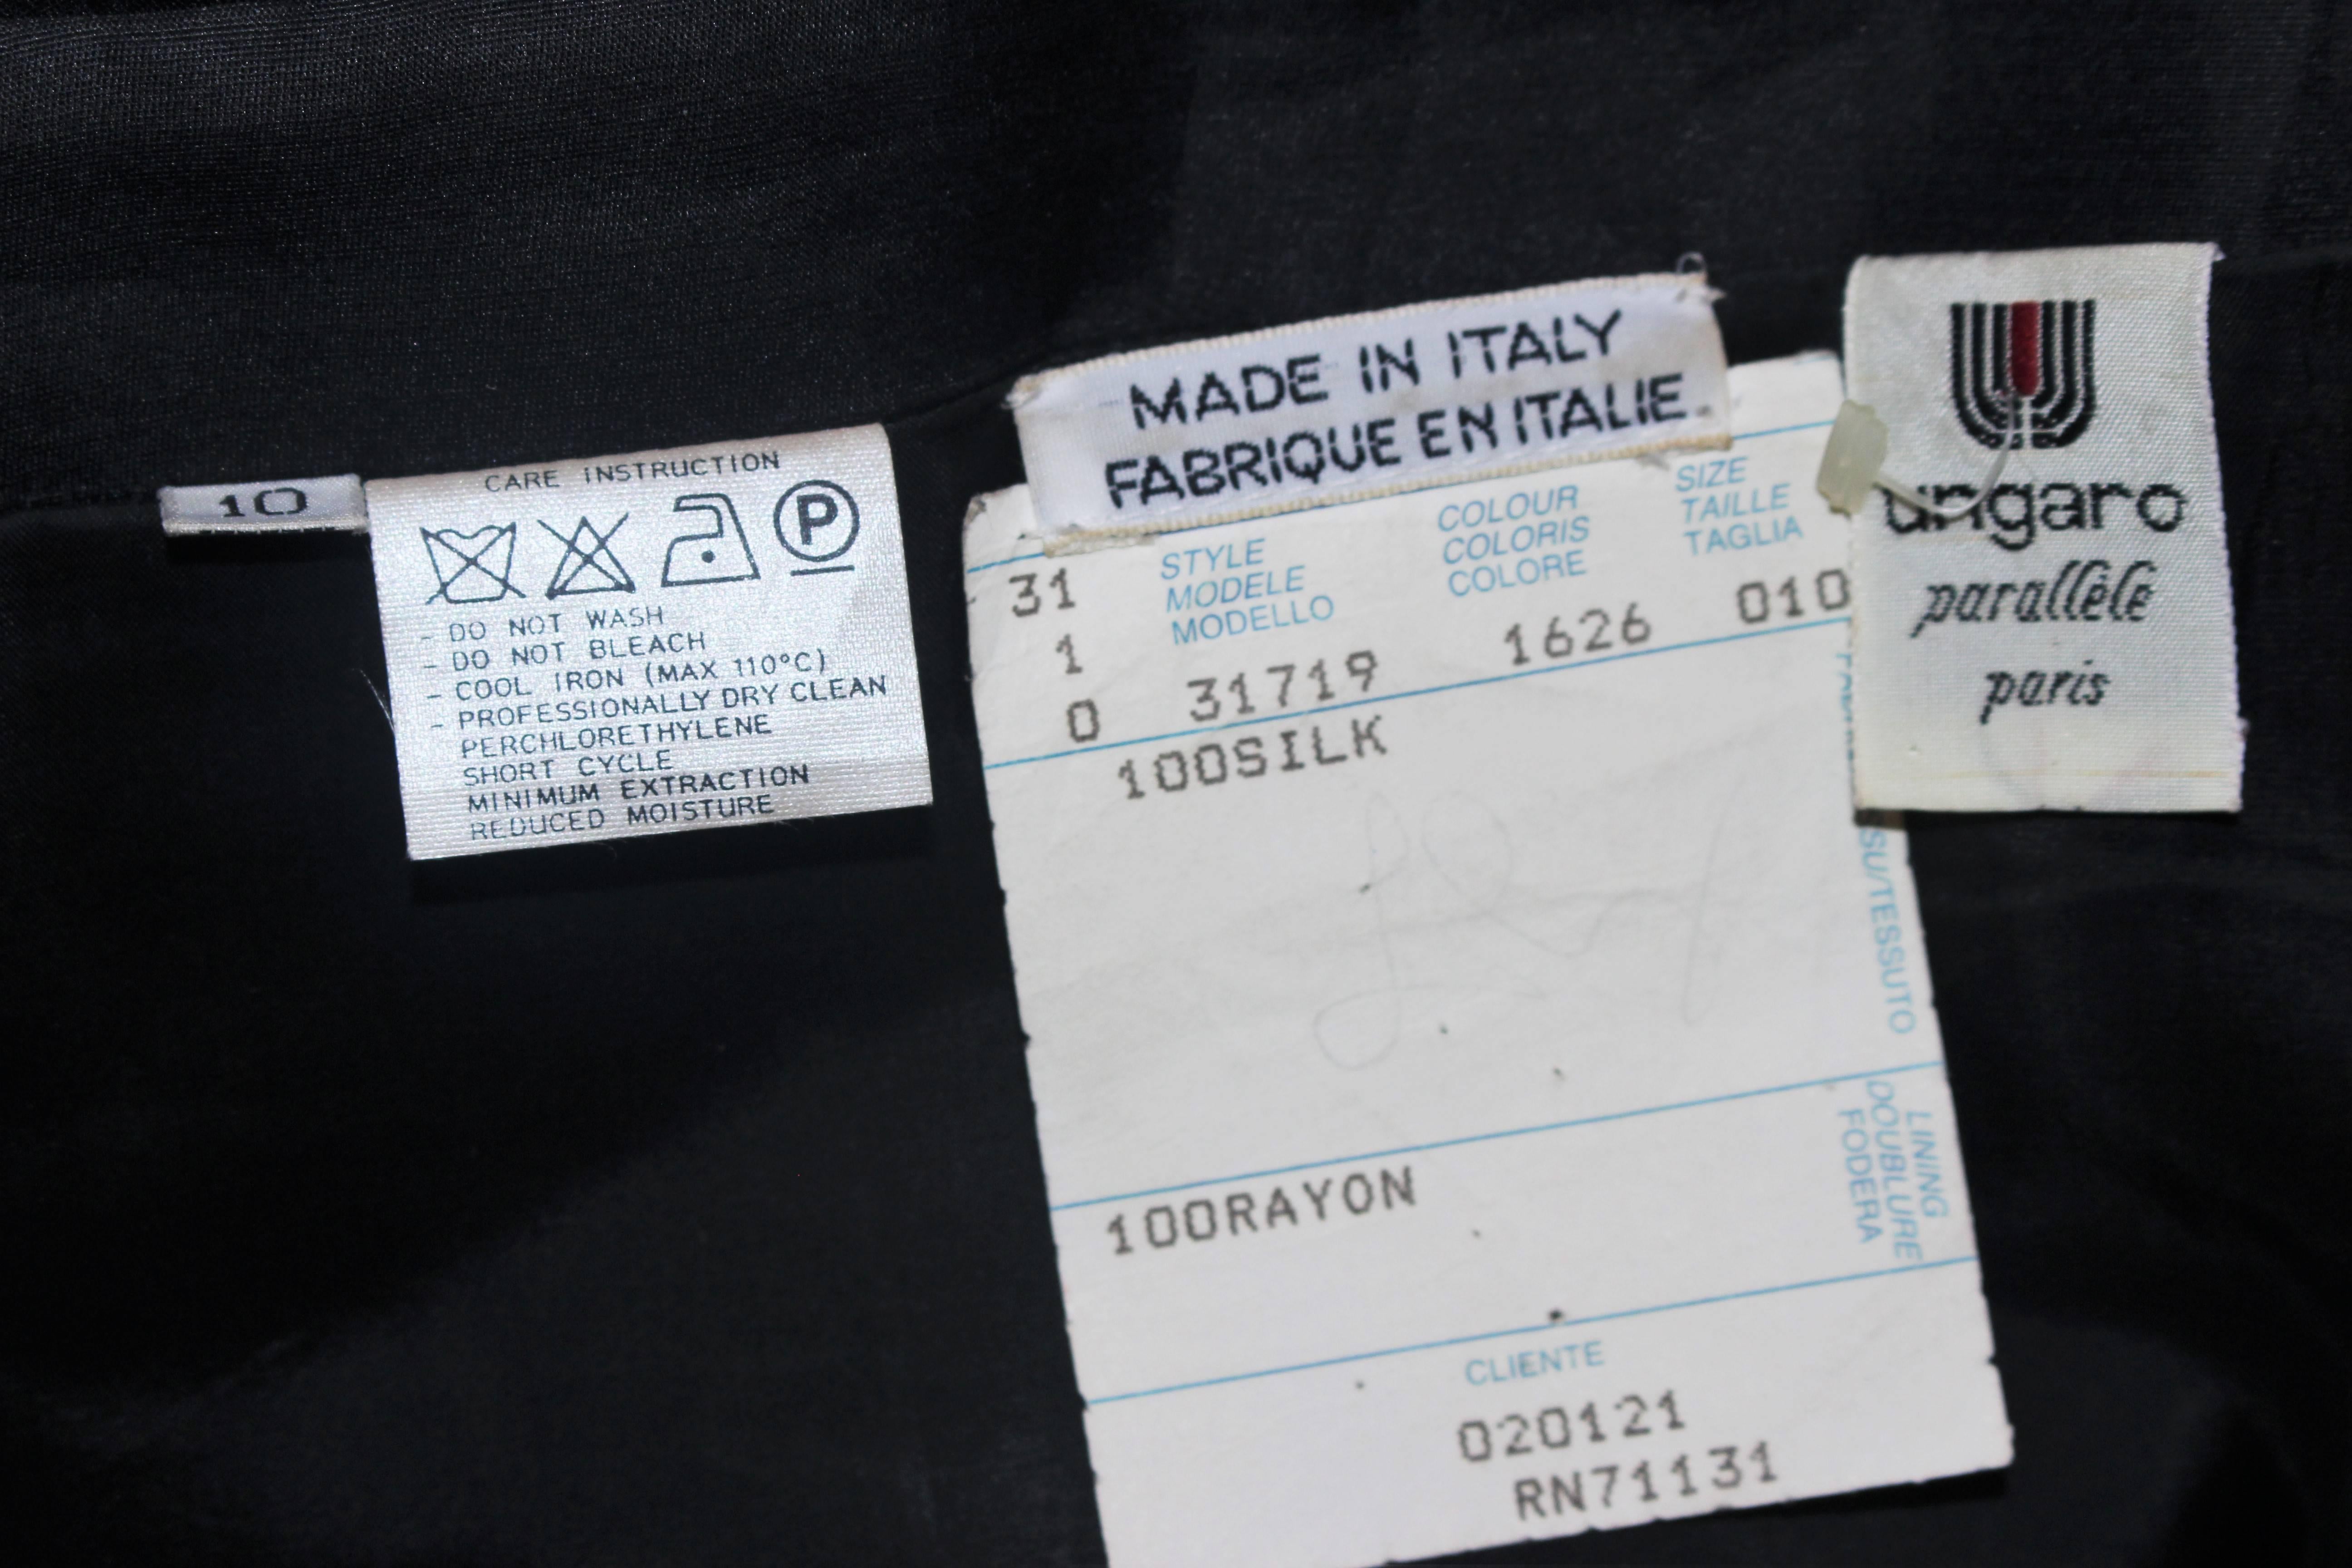 10
CARE INSTRUCTION
P
- DO NOT WASH
- DO NOT BLEACH
- COOL IRON (MAX 110°C)
- PROFESSIONALLY DRY CLEAN
PERCHLORETHYLENE
SHORT CYCLE
MINIMUM EXTRACTION
REDUCED MOISTURE
MADE IN ITALY
FABRIQUE EN ITALIE
31
1
0
STYLE
MODELE
MODELLO
31719
COLOUR
COLORIS
COLORE
1626
SIZE
TAILLE
TAGLIA
010
100SILK
SU/TESSUTO
100RAYON
LINING
DOUBLURE
FODERA
CLIENTE
020121
RN71131
ungaro
parallèle
paris